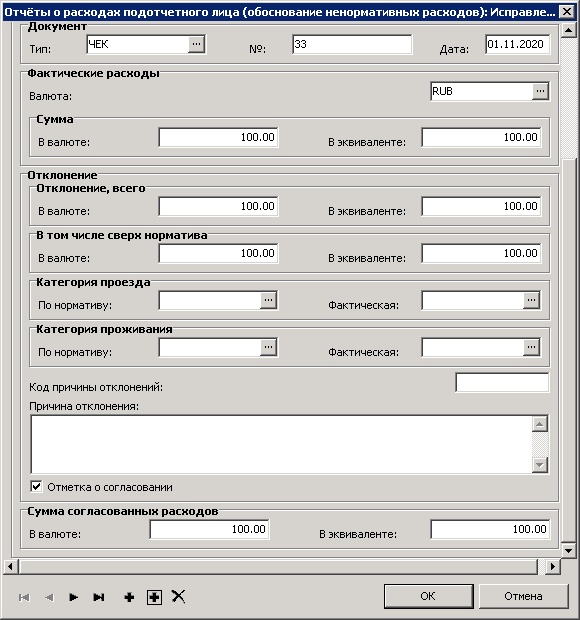 Отчёты о расходах подотчетного лица (обоснование ненормативных расходов): Исправле...
Документ
Тип: ЧЕК ... №: 33 Дата: 01.11.2020
Фактические расходы
Валюта: RUB ...
Сумма
В валюте: 100.00 В эквиваленте: 100.00
Отклонение
Отклонение, всего
В валюте: 100.00 В эквиваленте: 100.00
В том числе сверх норматива
В валюте: 100.00 В эквиваленте: 100.00
Категория проезда
По нормативу: ... Фактическая: ...
Категория проживания
По нормативу: ... Фактическая: ...
Код причины отклонений:
Причина отклонения:
Отметка о согласовании
Сумма согласованных расходов
В валюте: 100.00 В эквиваленте: 100.00
ОК Отмена